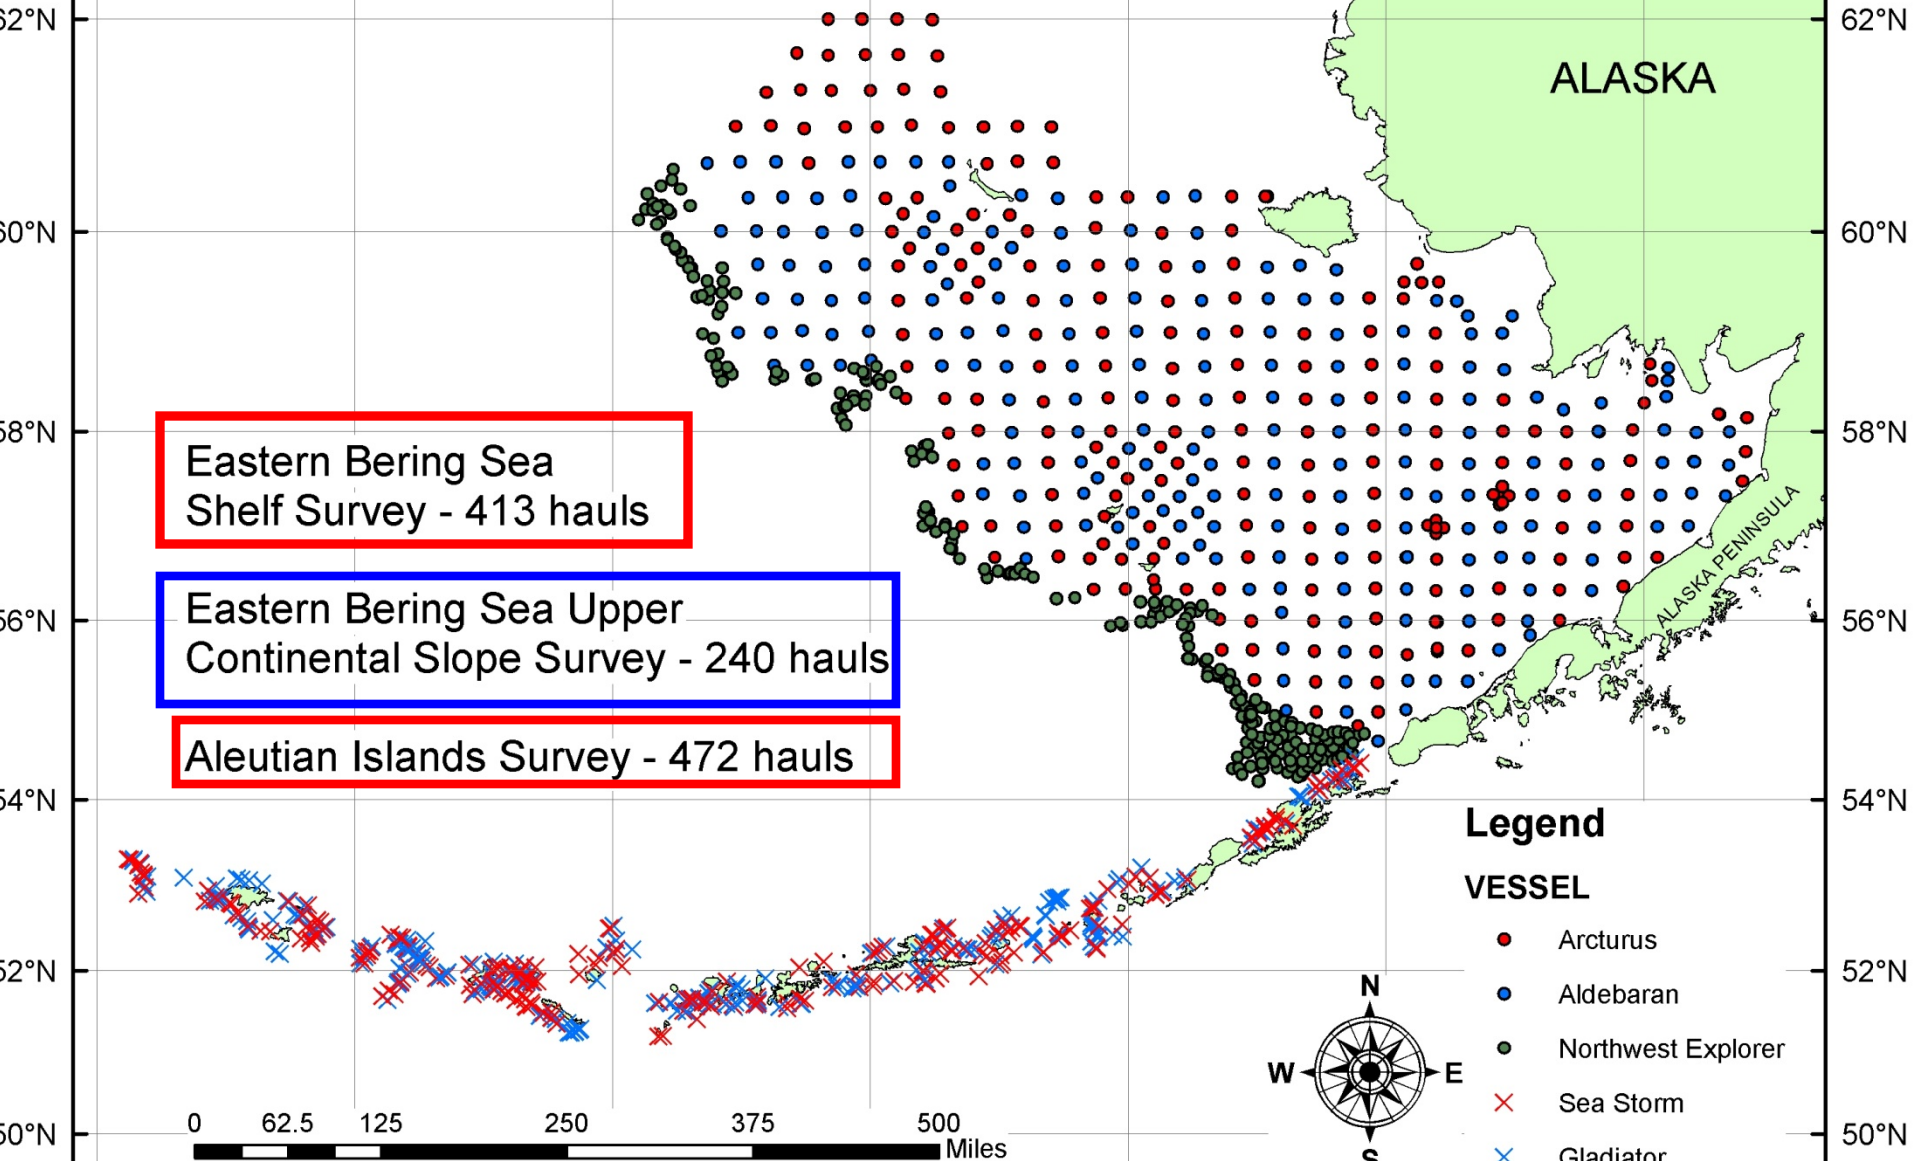 62°N
62°N
ALASKA
60°N
60°N
58°N
58°N
Eastern Bering Sea
Shelf Survey - 413 hauls
ALASKA PENINSULA
Eastern Bering Sea Upper
Continental Slope Survey - 240 hauls
56°N
56°N
Aleutian Islands Survey - 472 hauls
54°N
54°N
Legend
VESSEL
Arcturus
Aldebaran
Northwest Explorer
Sea Storm
Gladiator
52°N
52°N
N
W
E
S
0 62.5 125 250 375 500
Miles
50°N
50°N